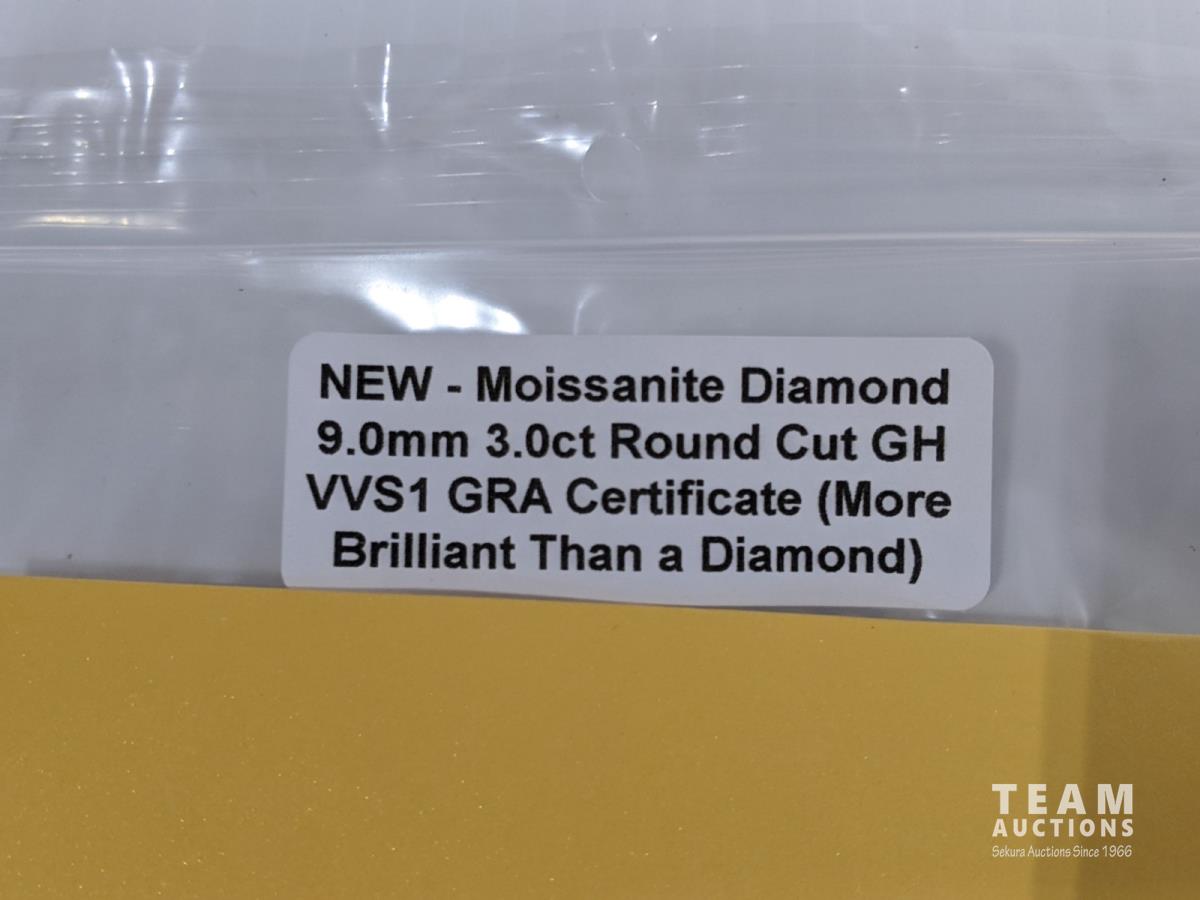 NEW - Moissanite Diamond
9.0mm 3.0ct Round Cut GH
VVS1 GRA Certificate (More
Brilliant Than a Diamond)
TEAM
AUCTIONS
Sekura Auctions Since 1966